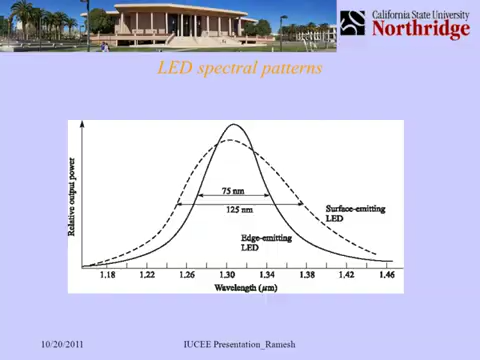 California State University
Northridge
LED spectral patterns
Relative output power
75 nm
125 nm
Surface-emitting
LED
Edge-emitting
LED
1.18 1.22 1.26 1.30 1.34 1.38 1.42 1.46
Wavelength (μm)
10/20/2011 IUCEE Presentation_Ramesh